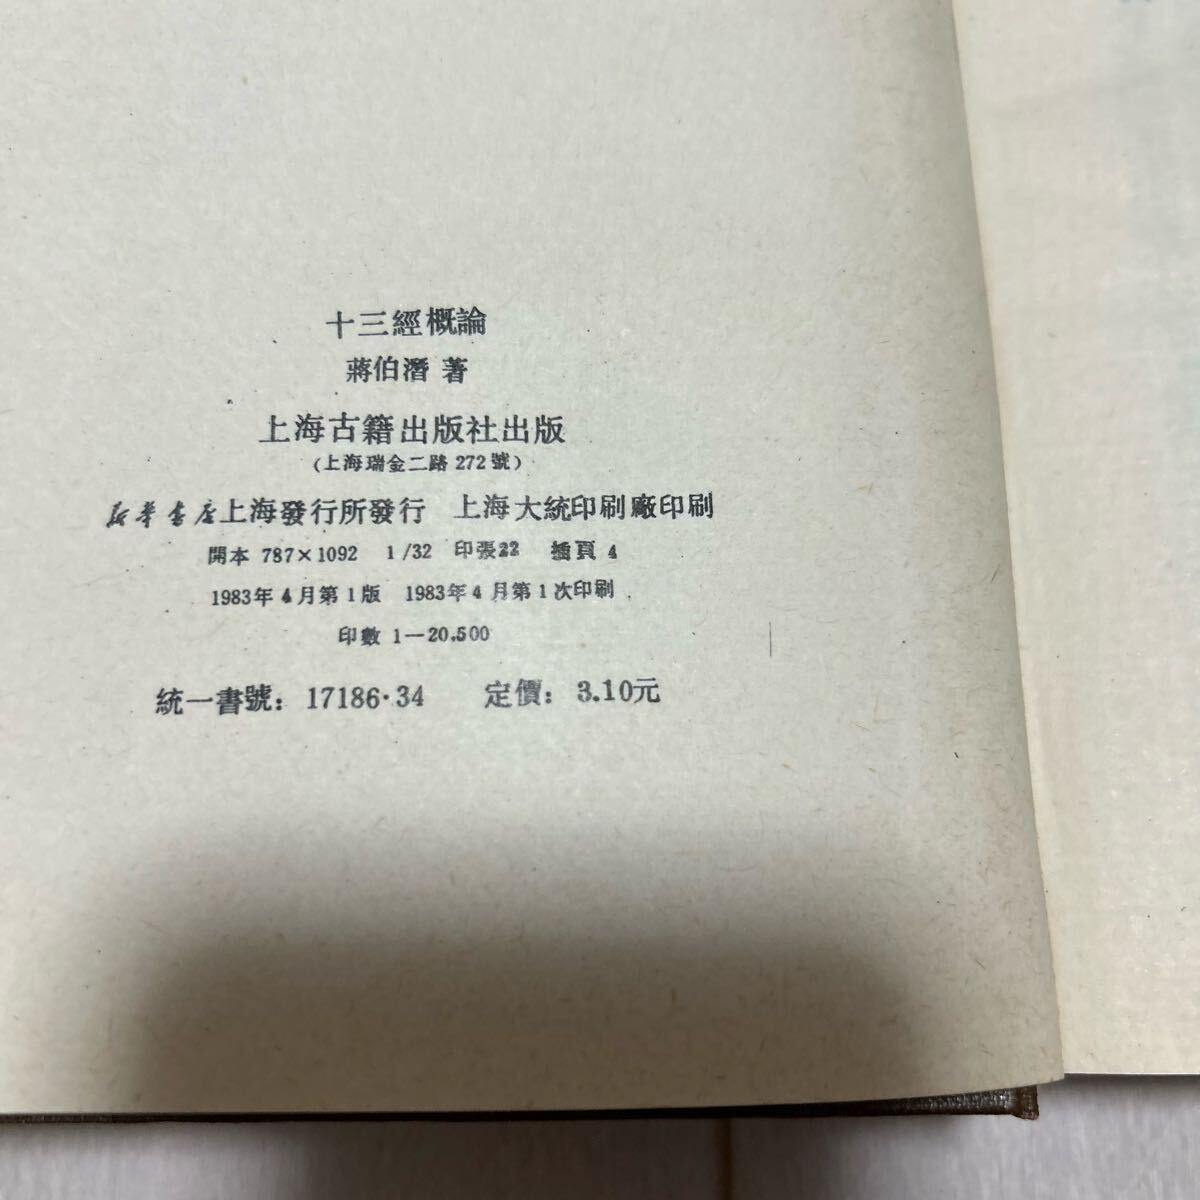 十三經概論
蔣伯潛 著
上海古籍出版社出版
(上海瑞金二路 272 號)
新華書店上海發行所發行 上海大統印刷廠印刷
開本 787×1092 1/32 印張22 插頁 4
1983年 4 月第 1 版 1983年 4 月第 1 次印刷
印數 1—20,500
統一書號: 17186·34 定價: 3.10元